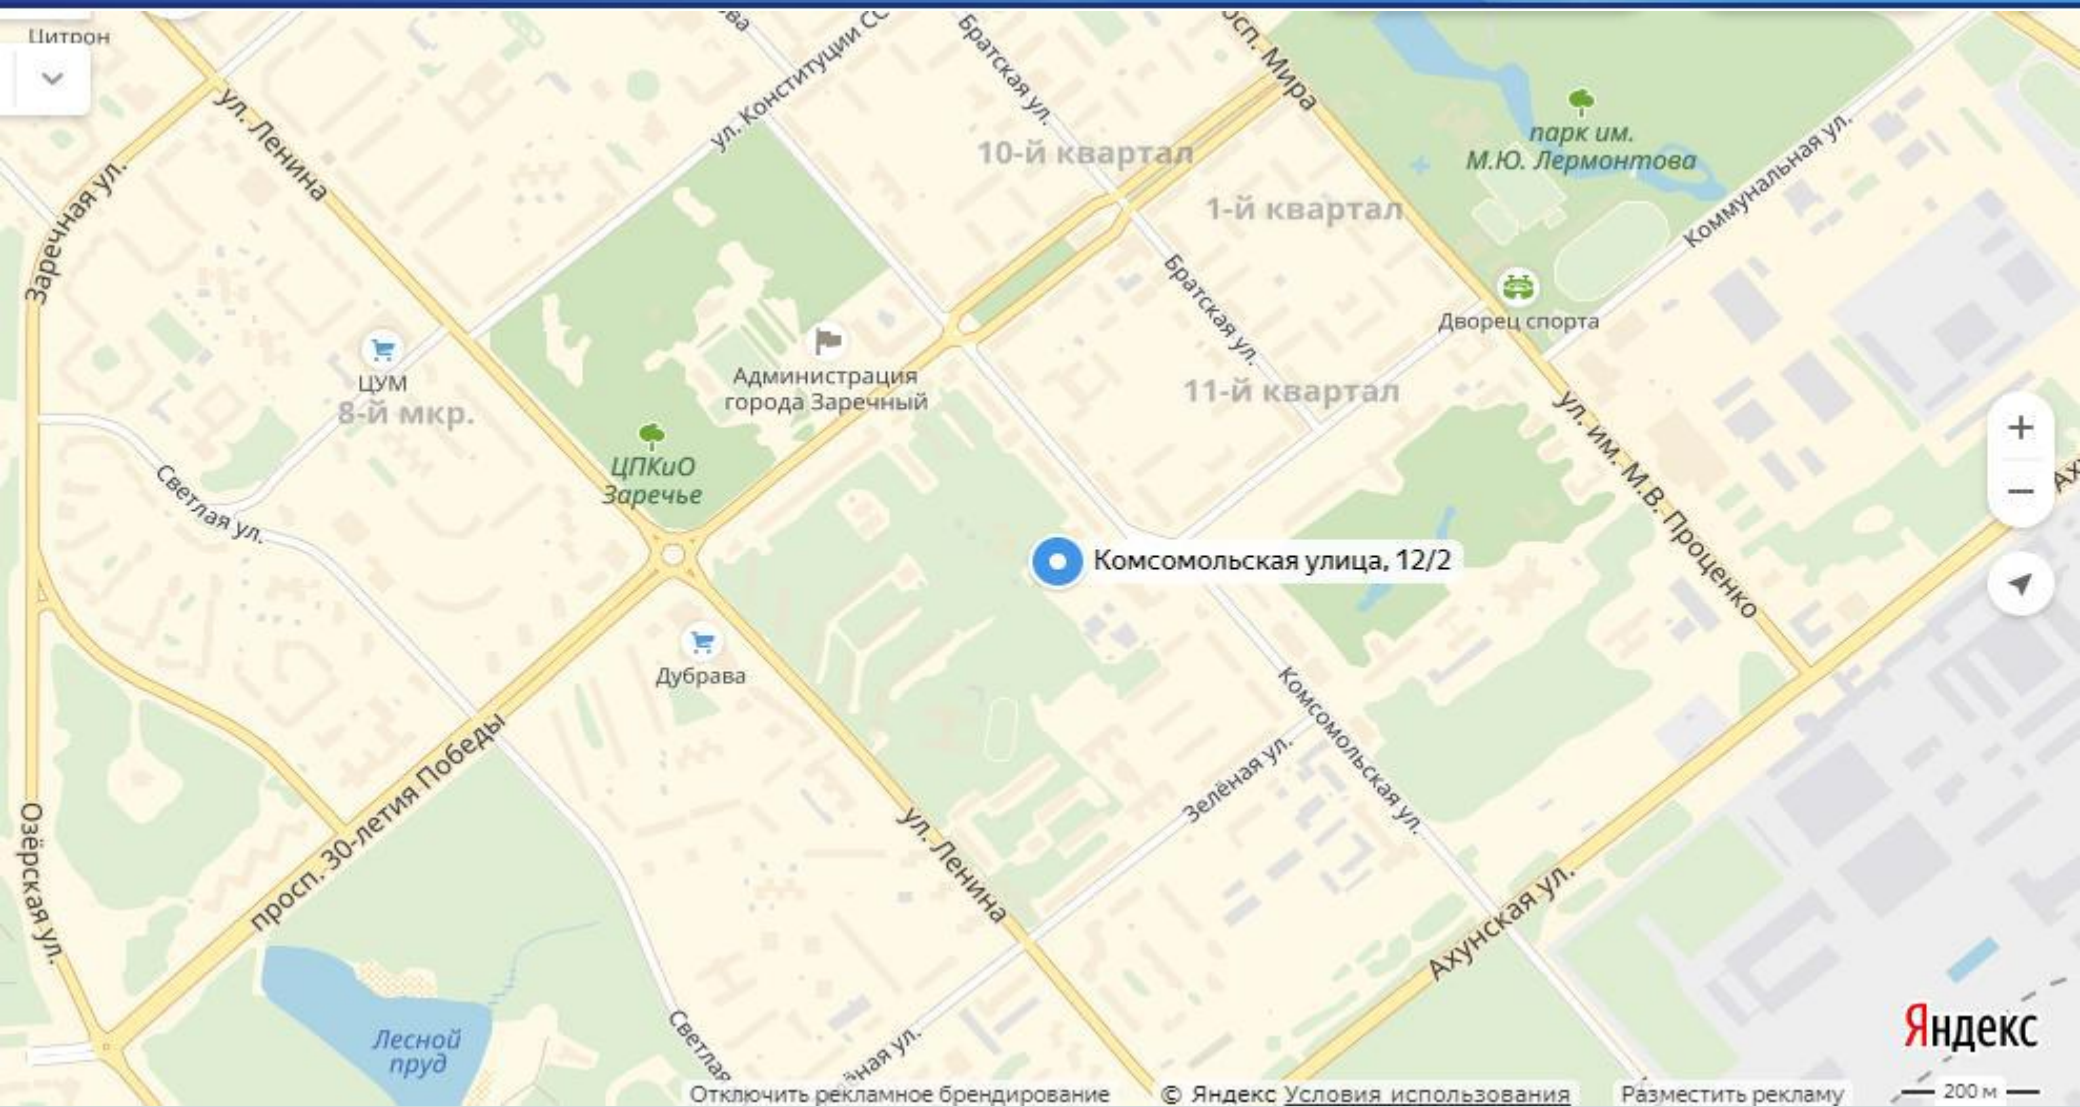 Цитрон
ул. Ленина
Заречная ул.
ул. Конституции СС
Братская ул.
осп. Мира
10-й квартал
1-й квартал
парк им.
М.Ю. Лермонтова
Коммунальная ул.
Братская ул.
Дворец спорта
ЦУМ
8-й мкр.
Администрация
города Заречный
11-й квартал
ЦПКиО
Заречье
Светлая ул.
ул. им. М.В. Проценко
Комсомольская улица, 12/2
Дубрава
Комсомольская ул.
Зелёная ул.
просп. 30-летия Победы
Озёрская ул.
ул. Ленина
Ахунская ул.
Лесной
пруд
Светлая
ёная ул.
Яндекс
Отключить рекламное брендирование
© Яндекс Условия использования
Разместить рекламу
200 м